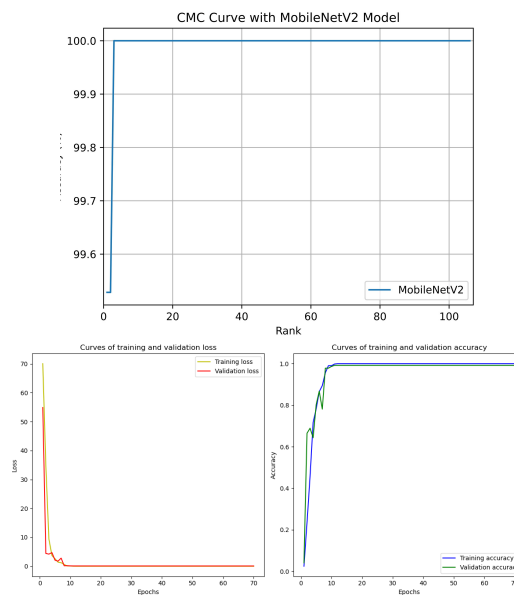 CMC Curve with MobileNetV2 Model
100.0
99.9
99.8
99.7
99.6
MobileNetV2
0 20 40 60 80 100
Rank
Curves of training and validation loss
70
60
50
40
30
20
10
0
Loss
Training loss
Validation loss
0 10 20 30 40 50 60 70
Epochs
Curves of training and validation accuracy
1.0
0.8
0.6
0.4
0.2
0.0
Accuracy
Training accuracy
Validation accurac
0 10 20 30 40 50 60 70
Epochs